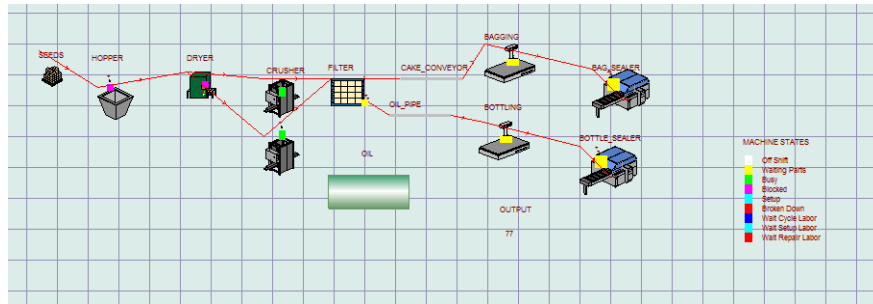 SEEDS
HOPPER
DRYER
CRUSHER
FILTER
CAKE_CONVEYOR
BAGGING
BAG_SEALER
OIL_PIPE
BOTTLING
BOTTLE_SEALER
OIL
OUTPUT
77
MACHINE STATES
Off Shift
Waiting Parts
Busy
Blocked
Setup
Broken Down
Wait Cycle Labor
Wait Setup Labor
Wait Repair Labor